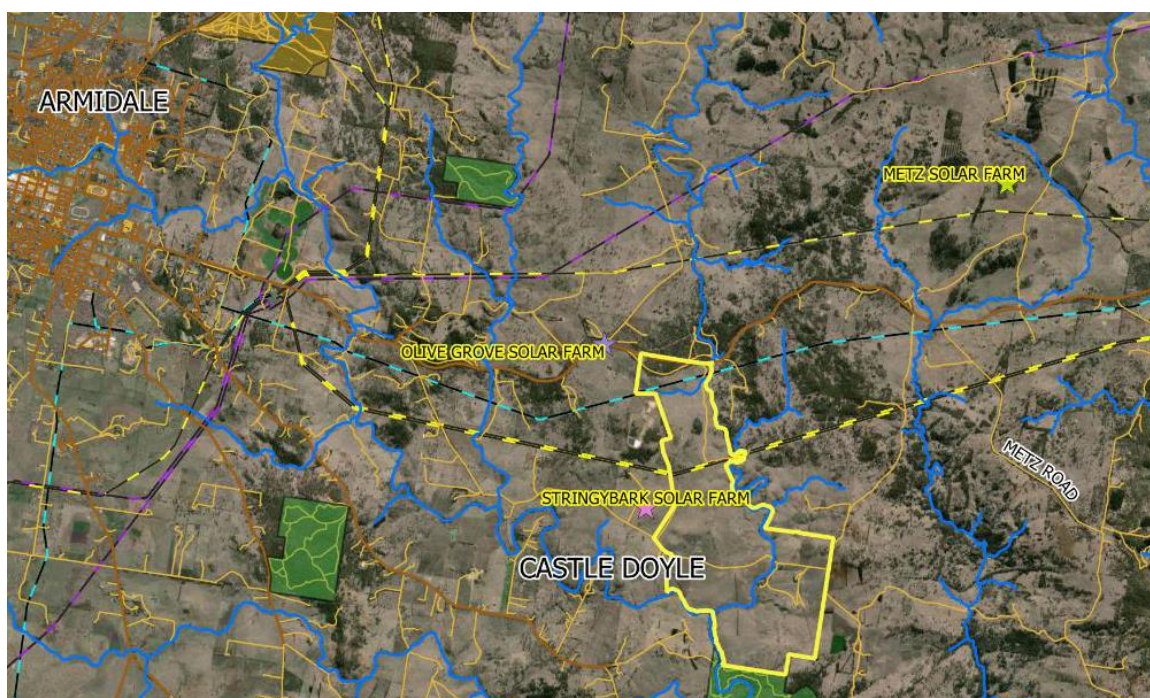 ARMIDALE
METZ SOLAR FARM
OLIVE GROVE SOLAR FARM
METZ ROAD
STRINGYBARK SOLAR FARM
CASTLE DOYLE